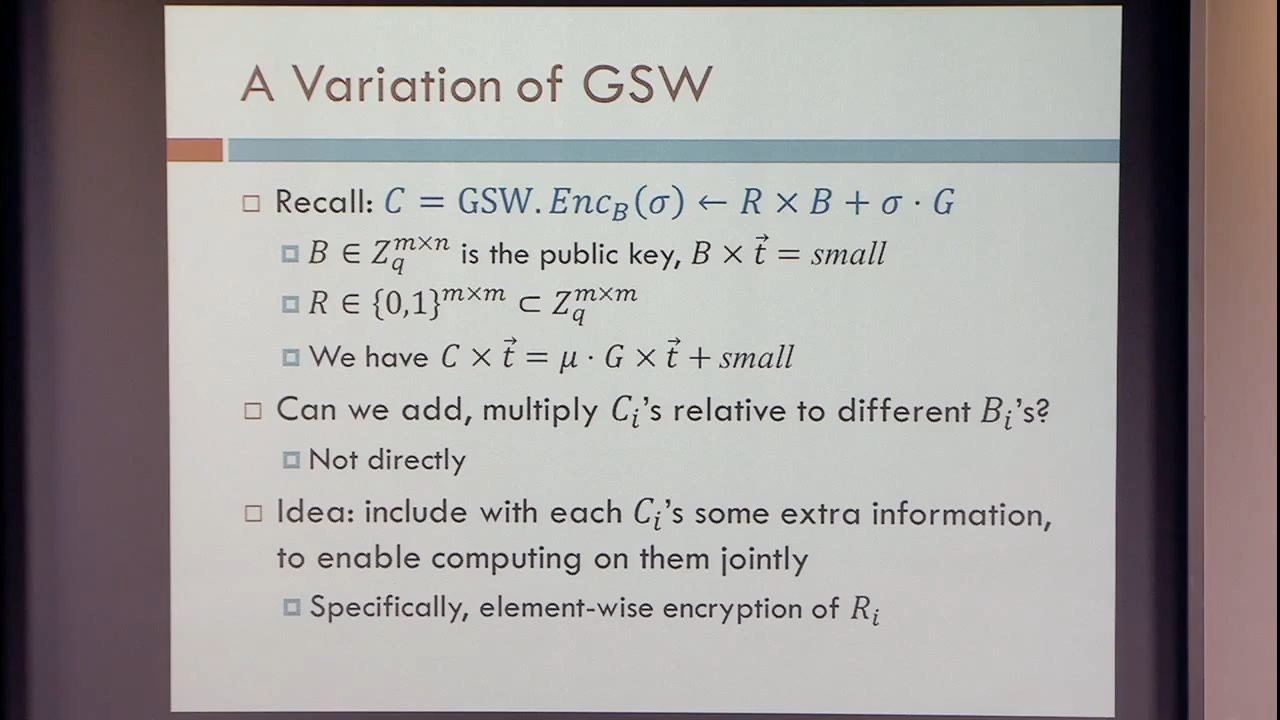 A Variation of GSW
Recall: C = GSW.Enc_B(σ) ← R × B + σ · G
B ∈ Z_q^{m×n} is the public key, B × t⃗ = small
R ∈ {0,1}^{m×m} ⊂ Z_q^{m×m}
We have C × t⃗ = μ · G × t⃗ + small
Can we add, multiply C_i's relative to different B_i's?
Not directly
Idea: include with each C_i's some extra information,
to enable computing on them jointly
Specifically, element-wise encryption of R_i